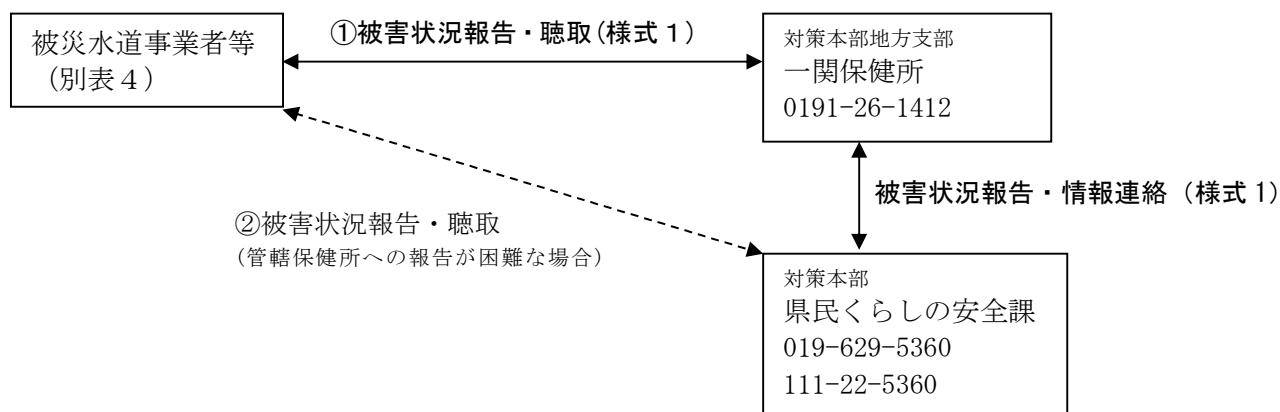 被災水道事業者等
（別表４）
①被害状況報告・聴取(様式１)
対策本部地方支部
一関保健所
0191-26-1412
被害状況報告・情報連絡（様式1）
②被害状況報告・聴取
(管轄保健所への報告が困難な場合)
対策本部
県民くらしの安全課
019-629-5360
111-22-5360